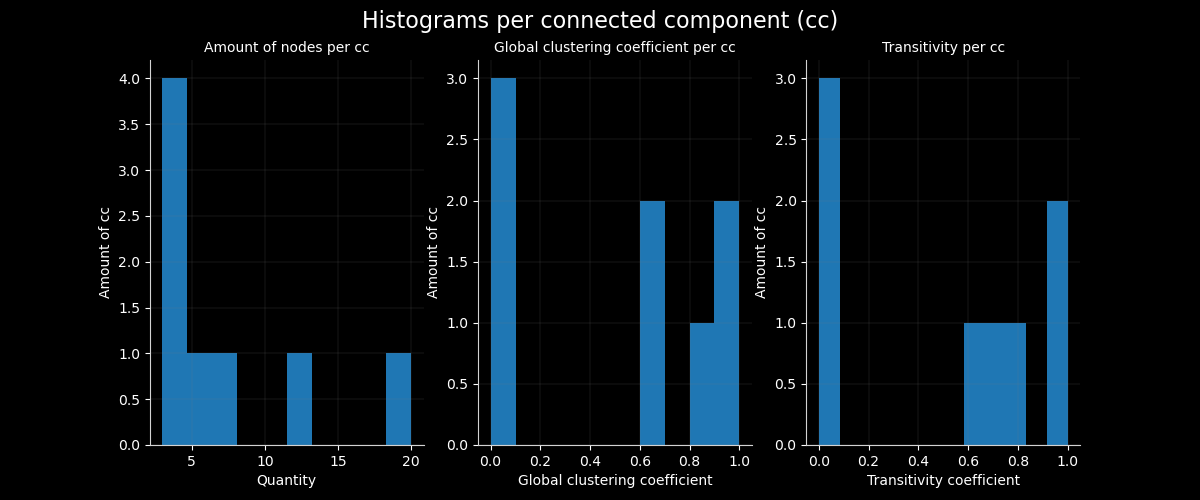 Histograms per connected component (cc)
Amount of nodes per cc
Global clustering coefficient per cc
Transitivity per cc
4.0
3.5
3.0
2.5
2.0
1.5
1.0
0.5
0.0
Amount of cc
5 10 15 20
Quantity
3.0
2.5
2.0
1.5
1.0
0.5
0.0
Amount of cc
0.0 0.2 0.4 0.6 0.8 1.0
Global clustering coefficient
3.0
2.5
2.0
1.5
1.0
0.5
0.0
Amount of cc
0.0 0.2 0.4 0.6 0.8 1.0
Transitivity coefficient